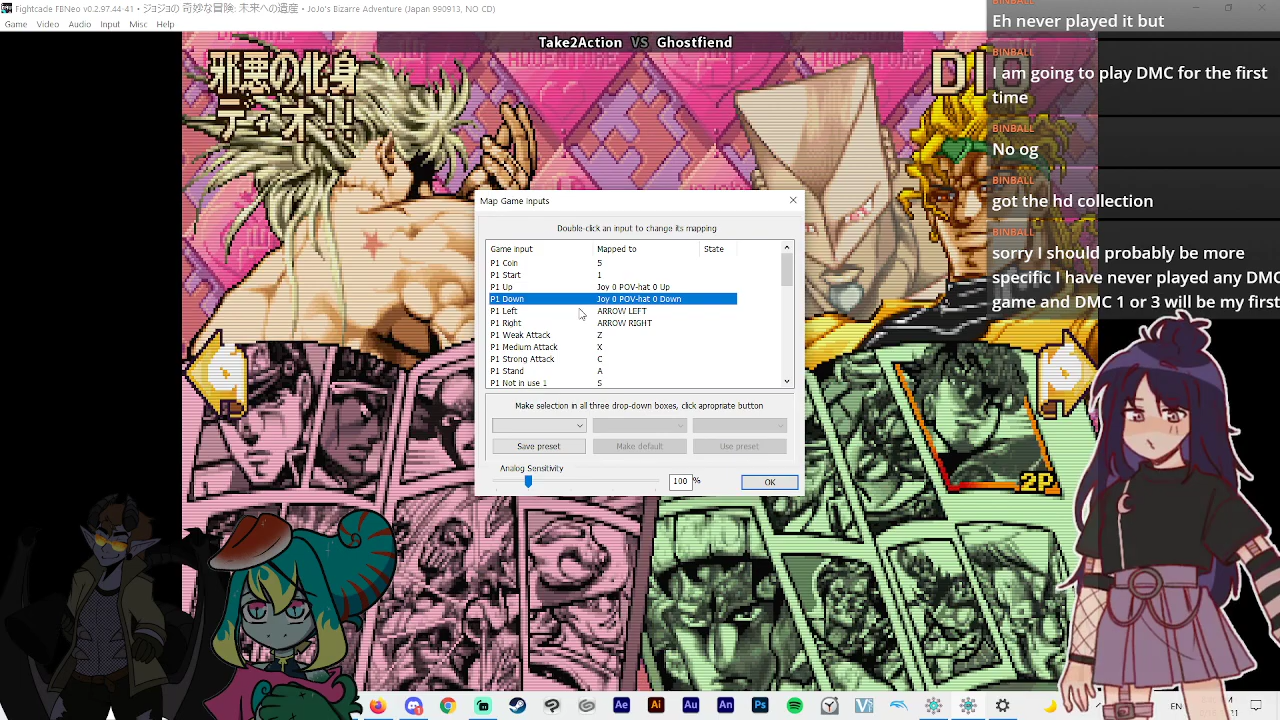 Fightcade FBNeo v0.2.97.44-41 • ジョジョの 奇妙な冒険: 未来への遺産 • JoJo's Bizarre Adventure (Japan 990913, NO CD)
Game Video Audio Input Misc Help
Take2Action VS Ghostfiend
邪悪の化身
ディオ!!
BINBALL
Eh never played it but
BINBALL
I am going to play DMC for the first
time
BINBALL
No og
BINBALL
got the hd collection
BINBALL
sorry I should probably be more
specific I have never played any DMC
game and DMC 1 or 3 will be my first
Map Game Inputs
Double-click an input to change its mapping
Game input Mapped to State
P1 Coin 5
P1 Start 1
P1 Up Joy 0 POV-hat 0 Up
P1 Down Joy 0 POV-hat 0 Down
P1 Left ARROW LEFT
P1 Right ARROW RIGHT
P1 Weak Attack Z
P1 Medium Attack X
P1 Strong Attack C
P1 Stand A
P1 Not in use 1 S
Make selection in all three drop-down boxes, click appropriate button
Save preset Make default Use preset
Analog Sensitivity
100 %
OK
2P
Ae Ai Au An Ps
EN
11